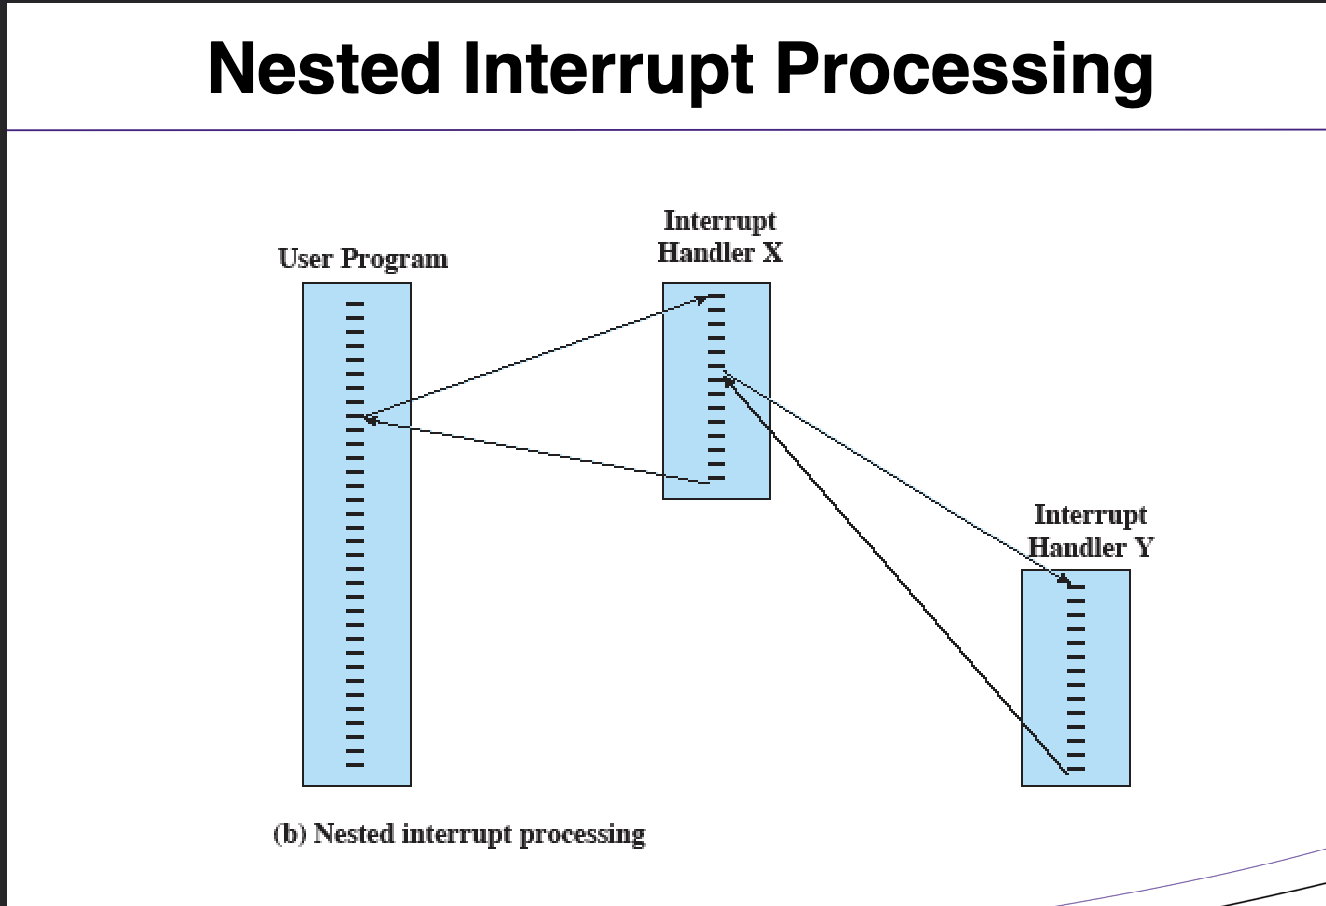 Nested Interrupt Processing
User Program
Interrupt
Handler X
Interrupt
Handler Y
(b) Nested interrupt processing